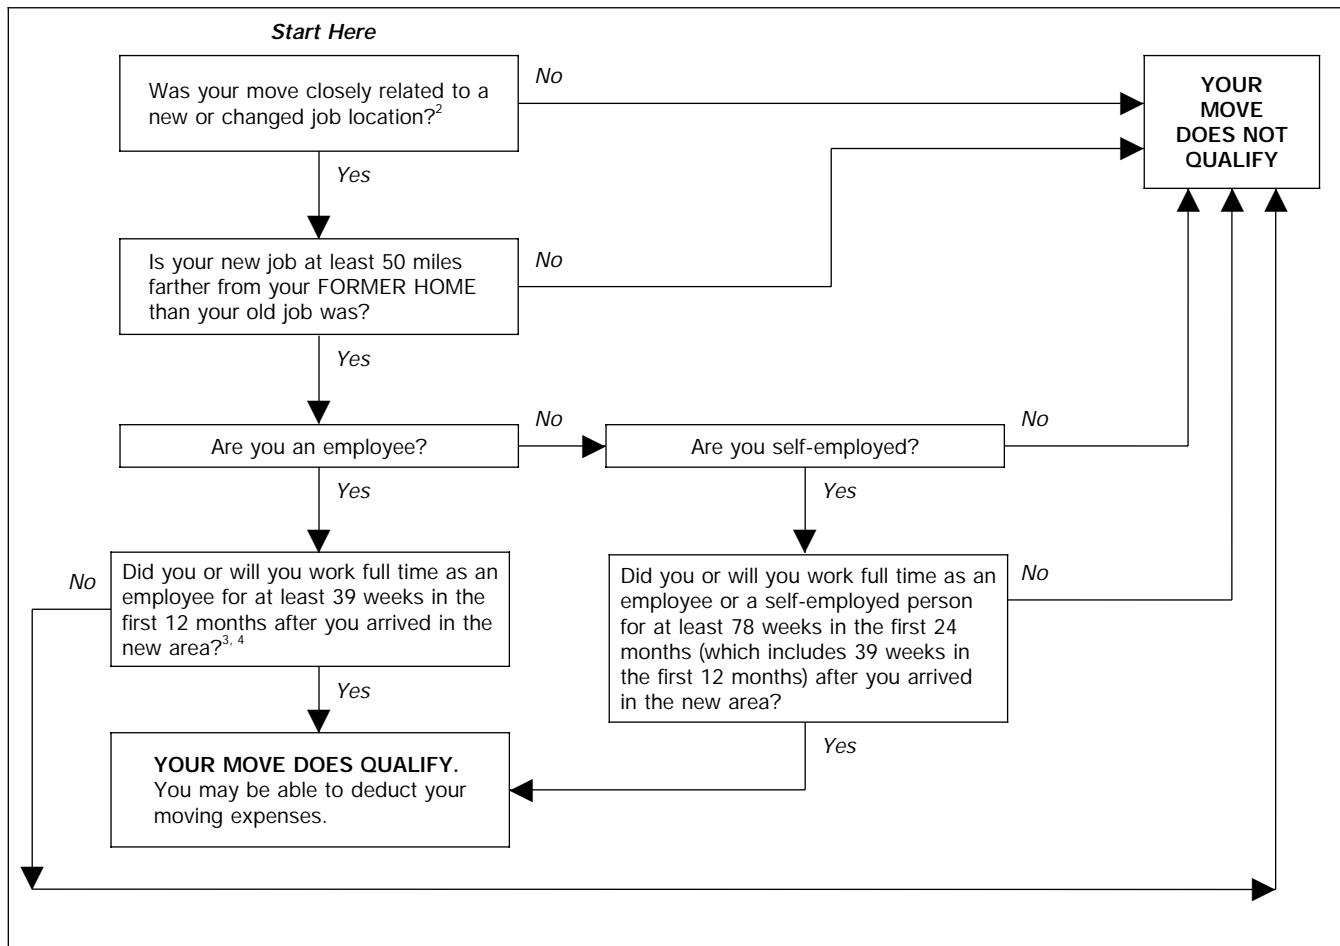 Start Here
Was your move closely related to a
new or changed job location?2
No
YOUR
MOVE
DOES NOT
QUALIFY
Yes
Is your new job at least 50 miles
farther from your FORMER HOME
than your old job was?
No
Yes
Are you an employee?
No
Are you self-employed?
No
Yes
Yes
No
Did you or will you work full time as an
employee for at least 39 weeks in the
first 12 months after you arrived in the
new area?3, 4
Did you or will you work full time as an
employee or a self-employed person
for at least 78 weeks in the first 24
months (which includes 39 weeks in
the first 12 months) after you arrived
in the new area?
No
Yes
Yes
YOUR MOVE DOES QUALIFY.
You may be able to deduct your
moving expenses.